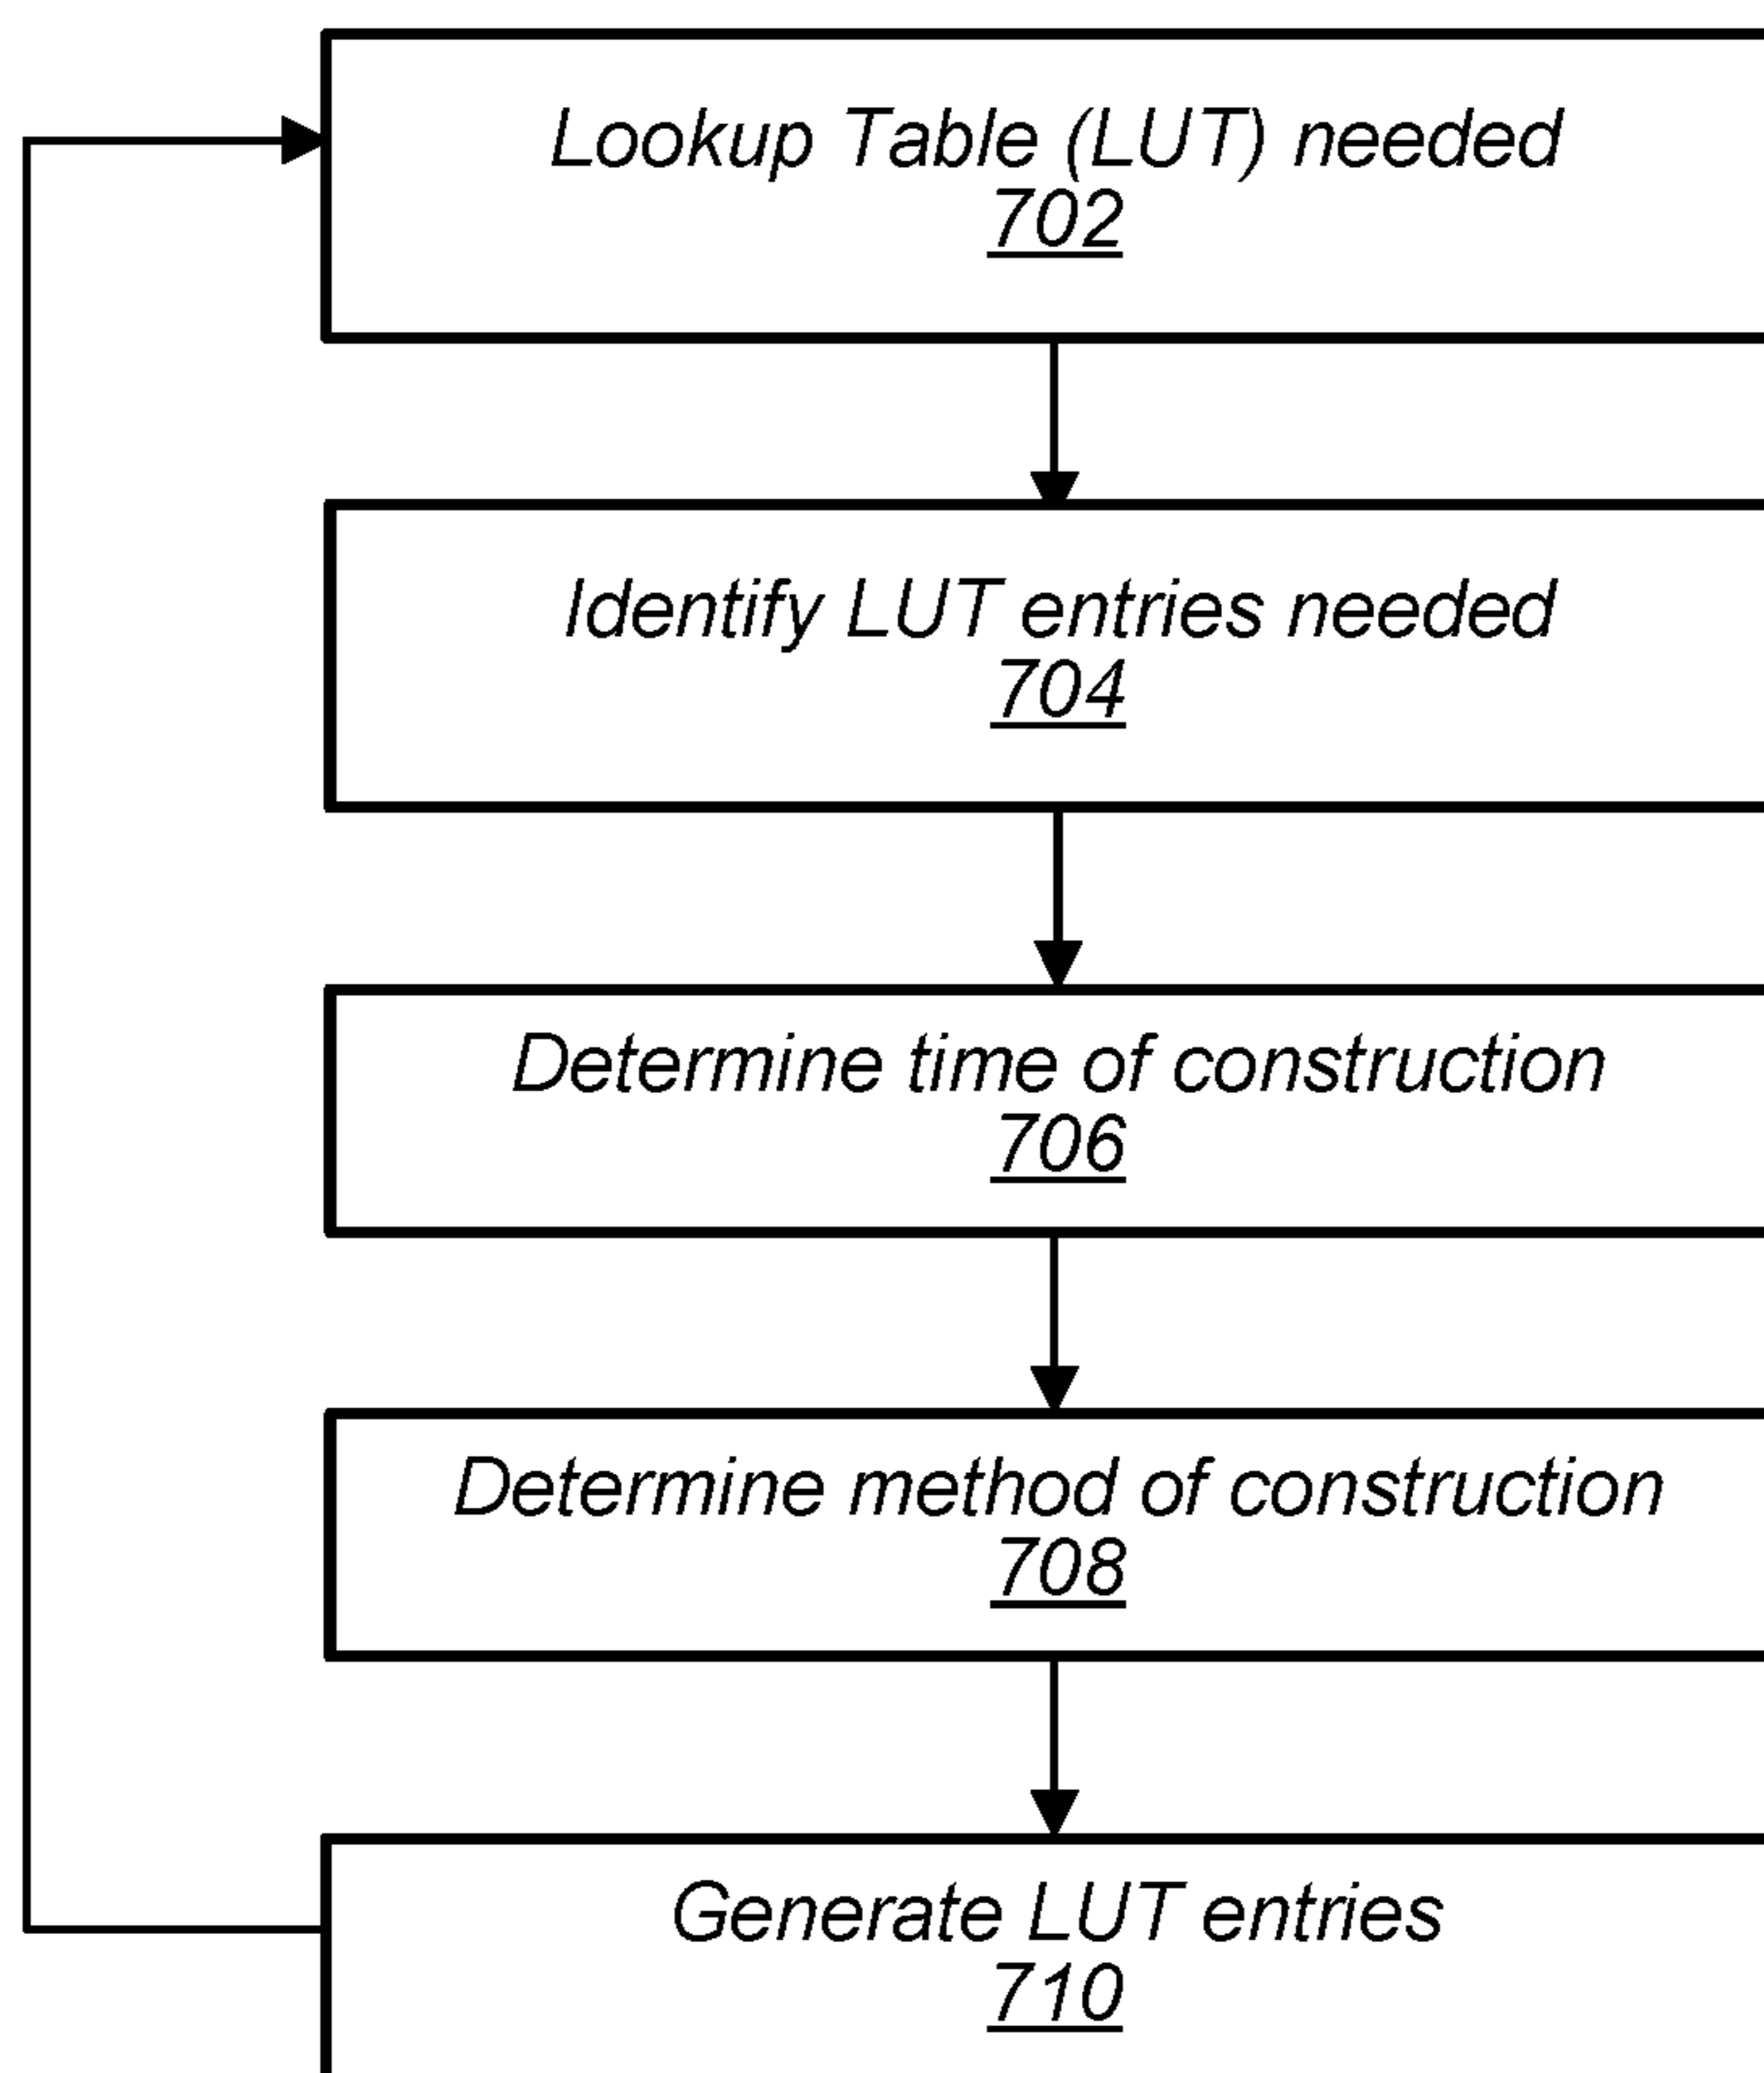 Lookup Table (LUT) needed
702
Identify LUT entries needed
704
Determine time of construction
706
Determine method of construction
708
Generate LUT entries
710